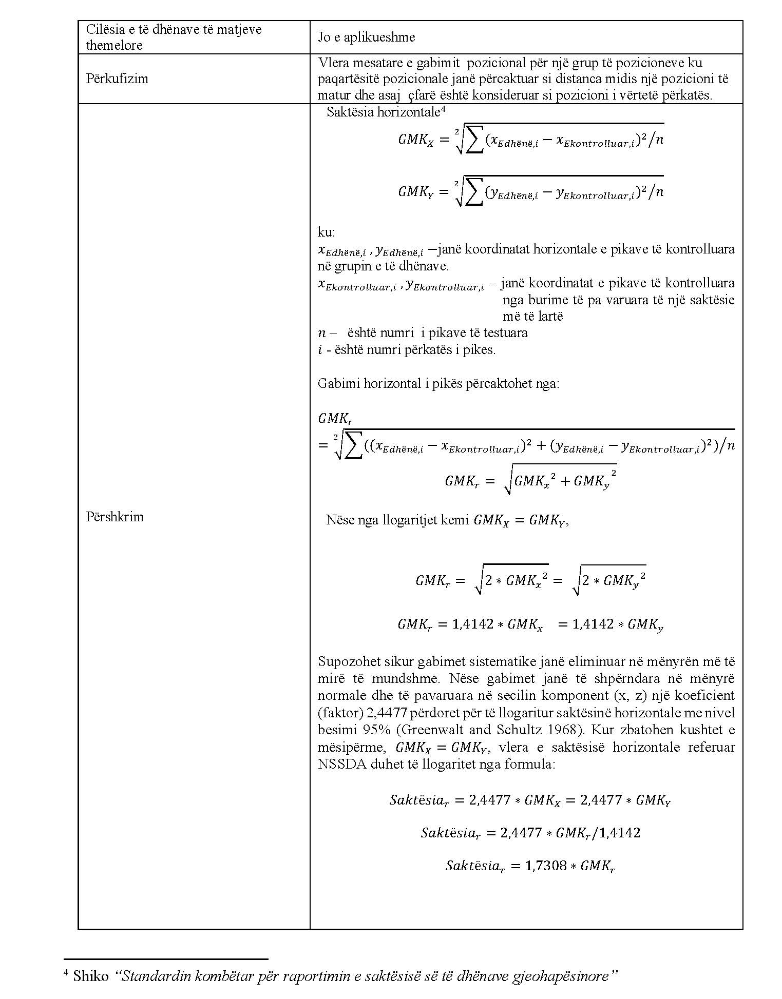 Cilësia e të dhënave të matjeve
themelore
Jo e aplikueshme
Përkufizim
Vlera mesatare e gabimit pozicional për një grup të pozicioneve ku
paqartësitë pozicionale janë përcaktuar si distanca midis një pozicioni të
matur dhe asaj çfarë është konsideruar si pozicioni i vërtetë përkatës.
Përshkrim
Saktësia horizontale⁴
GMK_X = ²√∑(x_Edhënë,i − x_Ekontrolluar,i)²/n
GMK_Y = ²√∑(y_Edhënë,i − y_Ekontrolluar,i)²/n
ku:
x_Edhënë,i , y_Edhënë,i −janë koordinatat horizontale e pikave të kontrolluara
në grupin e të dhënave.
x_Ekontrolluar,i , y_Ekontrolluar,i – janë koordinatat e pikave të kontrolluara
nga burime të pa varuara të një saktësie
më të lartë
n – është numri i pikave të testuara
i - është numri përkatës i pikes.
Gabimi horizontal i pikës përcaktohet nga:
GMK_r
= ²√∑((x_Edhënë,i − x_Ekontrolluar,i)² + (y_Edhënë,i − y_Ekontrolluar,i)²)/n
GMK_r = √GMK_x² + GMK_y²
Nëse nga llogaritjet kemi GMK_X = GMK_Y,
GMK_r = √2 ∗ GMK_x² = √2 ∗ GMK_y²
GMK_r = 1,4142 ∗ GMK_x = 1,4142 ∗ GMK_y
Supozohet sikur gabimet sistematike janë eliminuar në mënyrën më të
mirë të mundshme. Nëse gabimet janë të shpërndara në mënyrë
normale dhe të pavaruara në secilin komponent (x, z) një koeficient
(faktor) 2,4477 përdoret për të llogaritur saktësinë horizontale me nivel
besimi 95% (Greenwalt and Schultz 1968). Kur zbatohen kushtet e
mësipërme, GMK_X = GMK_Y, vlera e saktësisë horizontale referuar
NSSDA duhet të llogaritet nga formula:
Saktësia_r = 2,4477 ∗ GMK_X = 2,4477 ∗ GMK_Y
Saktësia_r = 2,4477 ∗ GMK_r/1,4142
Saktësia_r = 1,7308 ∗ GMK_r
⁴ Shiko “Standardin kombëtar për raportimin e saktësisë së të dhënave gjeohapësinore”